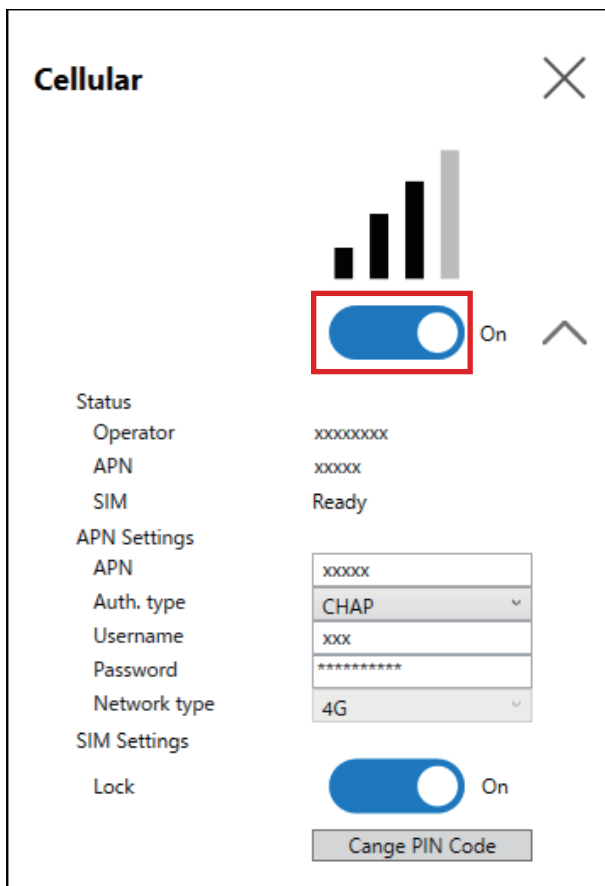 Cellular
On
Status
Operator xxxxxxxx
APN xxxxx
SIM Ready
APN Settings
APN xxxxx
Auth. type CHAP
Username xxx
Password **********
Network type 4G
SIM Settings
Lock On
Cange PIN Code